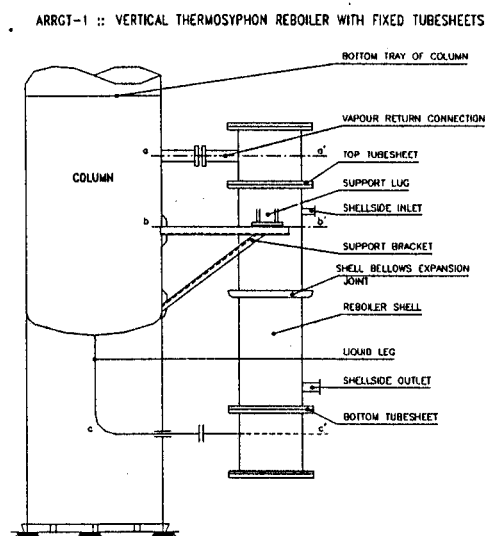 ARRGT-1 :: VERTICAL THERMOSYPHON REBOILER WITH FIXED TUBESHEETS
BOTTOM TRAY OF COLUMN
VAPOUR RETURN CONNECTION
a a'
TOP TUBESHEET
COLUMN
SUPPORT LUG
SHELLSIDE INLET
b b'
SUPPORT BRACKET
SHELL BELLOWS EXPANSION
JOINT
REBOILER SHELL
LIQUID LEG
SHELLSIDE OUTLET
BOTTOM TUBESHEET
c c'